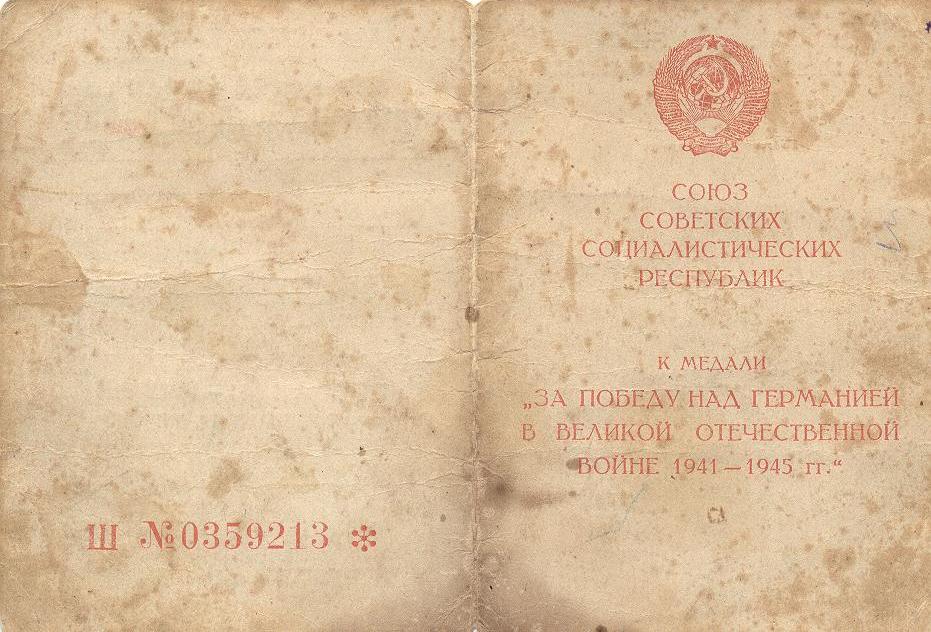 Ш №0359213 *
СОЮЗ
СОВЕТСКИХ
СОЦИАЛИСТИЧЕСКИХ
РЕСПУБЛИК
К МЕДАЛИ
„ЗА ПОБЕДУ НАД ГЕРМАНИЕЙ
В ВЕЛИКОЙ ОТЕЧЕСТВЕННОЙ
ВОЙНЕ 1941—1945 гг.“